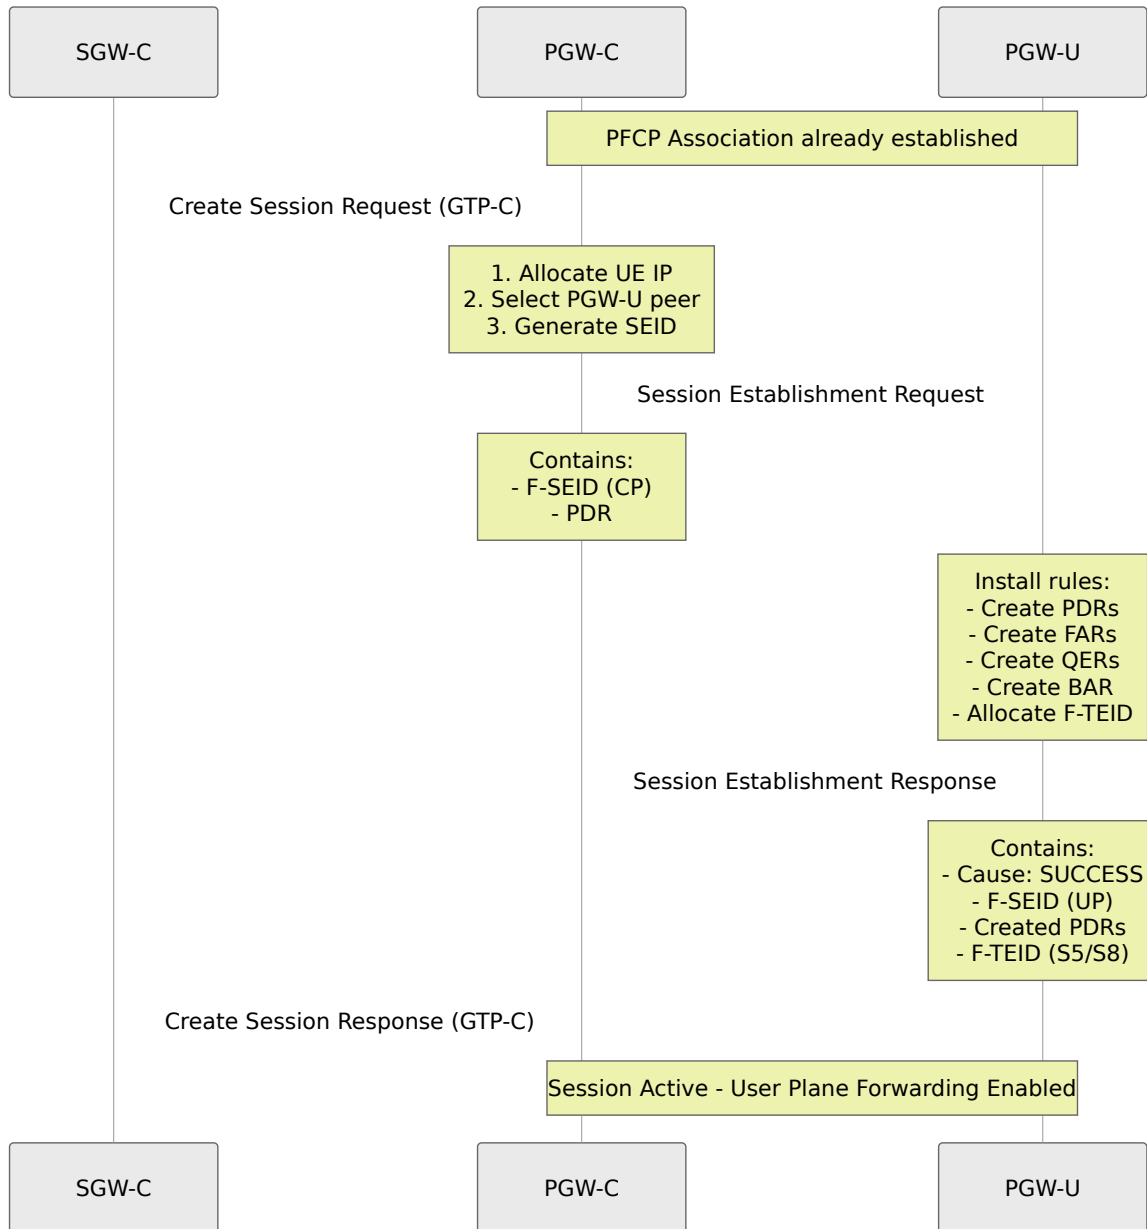 SGW-C
PGW-C
PGW-U
PFCP Association already established
Create Session Request (GTP-C)
1. Allocate UE IP
2. Select PGW-U peer
3. Generate SEID
Session Establishment Request
Contains:
- F-SEID (CP)
- PDR
Install rules:
- Create PDRs
- Create FARs
- Create QERs
- Create BAR
- Allocate F-TEID
Session Establishment Response
Contains:
- Cause: SUCCESS
- F-SEID (UP)
- Created PDRs
- F-TEID (S5/S8)
Create Session Response (GTP-C)
Session Active - User Plane Forwarding Enabled
SGW-C
PGW-C
PGW-U